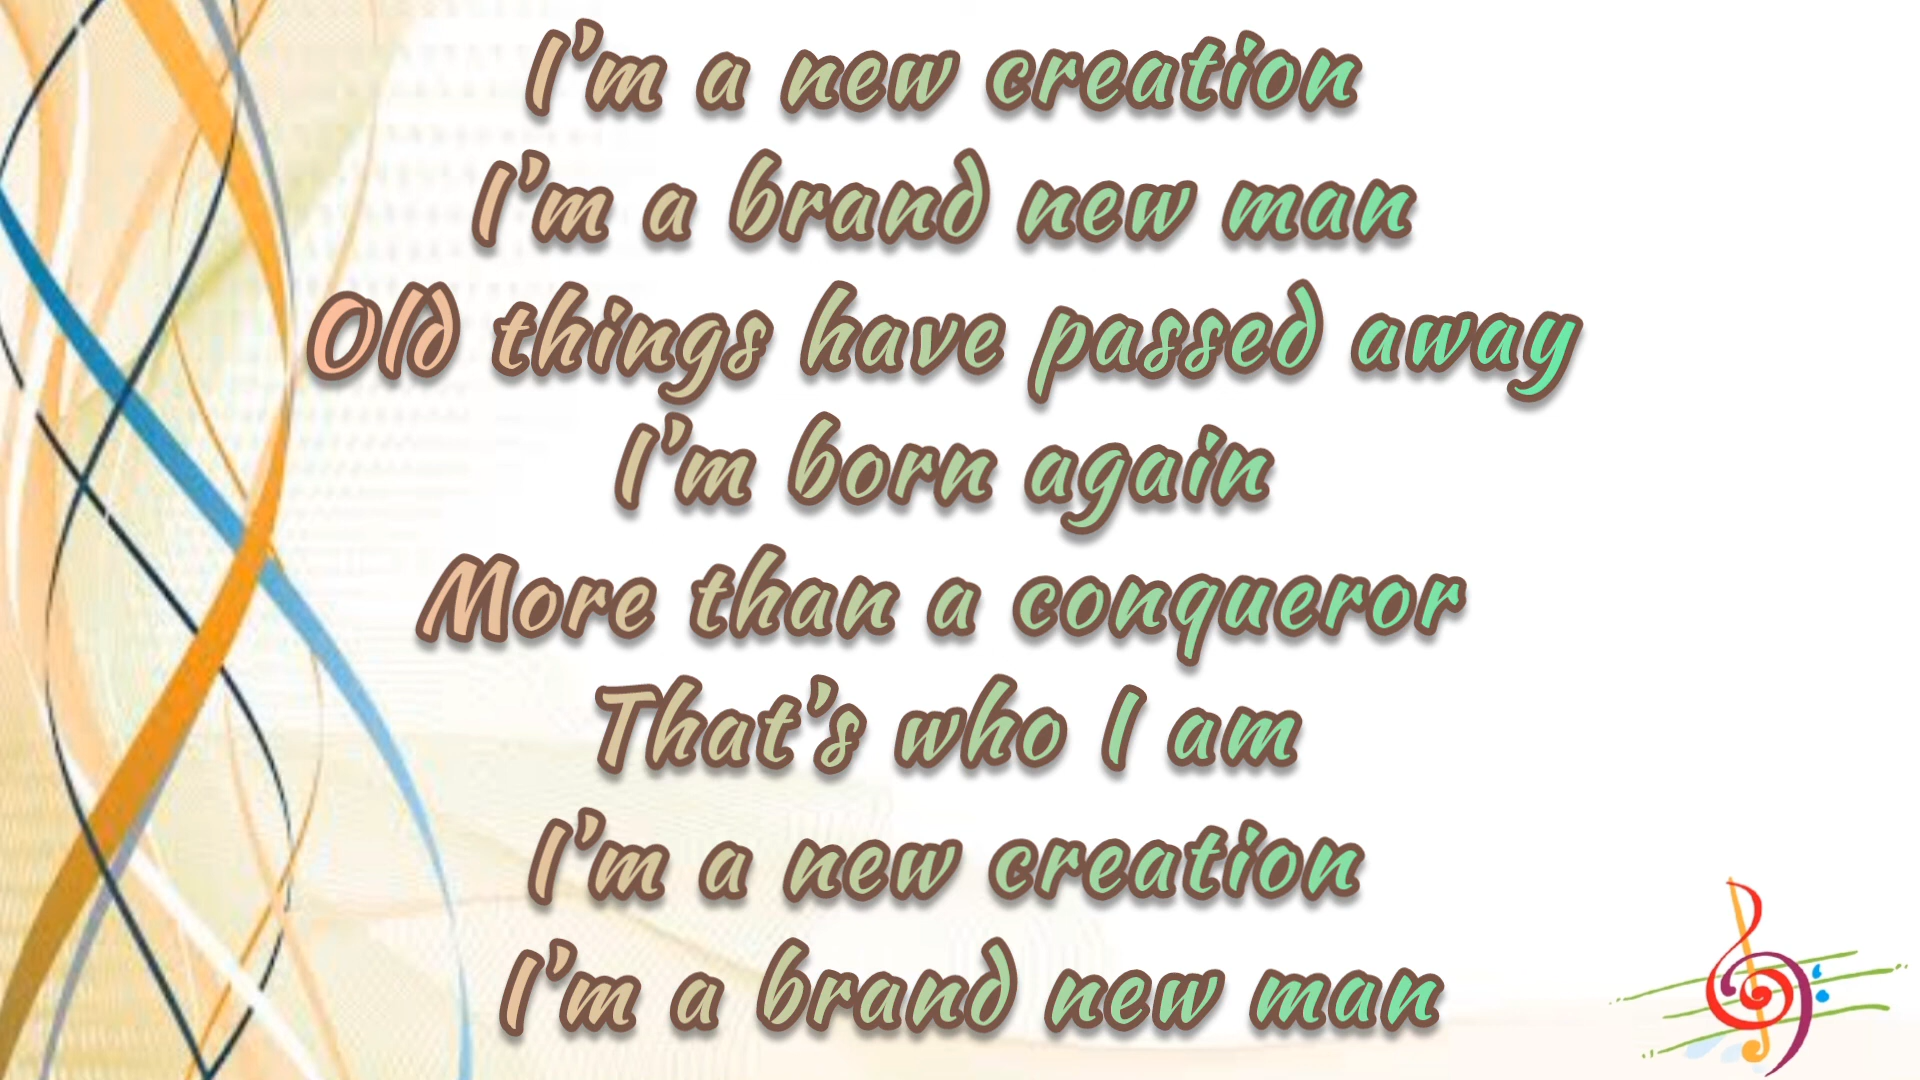 I'm a new creation
I'm a brand new man
Old things have passed away
I'm born again
More than a conqueror
That's who I am
I'm a new creation
I'm a brand new man